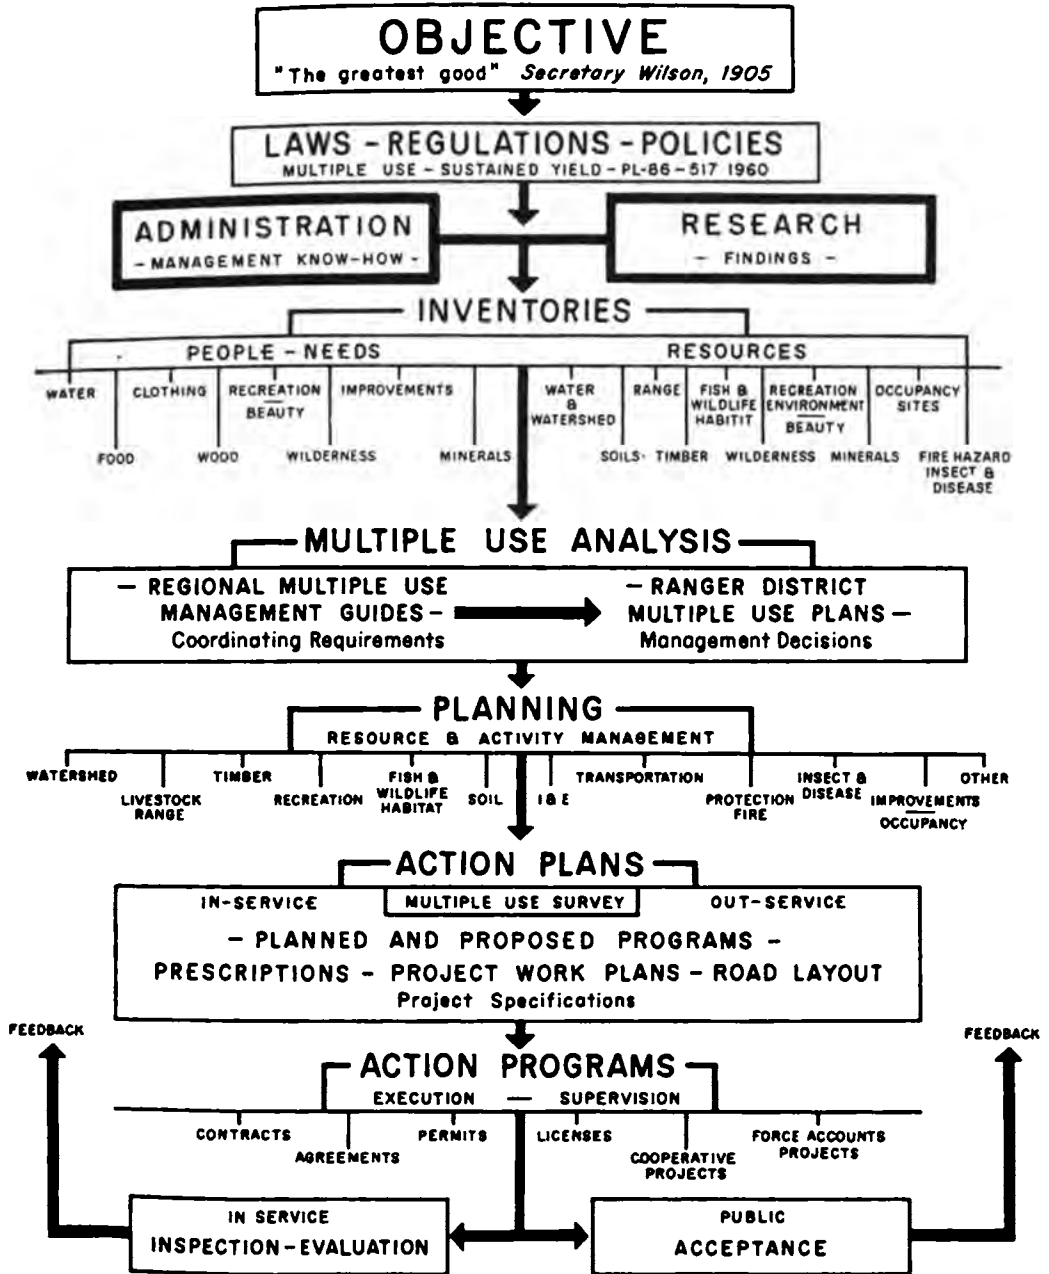 OBJECTIVE
"The greatest good" Secretary Wilson, 1905
LAWS - REGULATIONS - POLICIES
MULTIPLE USE - SUSTAINED YIELD - PL-86-517 1960
ADMINISTRATION
- MANAGEMENT KNOW-HOW -
RESEARCH
- FINDINGS -
INVENTORIES
PEOPLE - NEEDS
RESOURCES
WATER
FOOD
CLOTHING
WOOD
RECREATION
BEAUTY
WILDERNESS
IMPROVEMENTS
MINERALS
WATER
&
WATERSHED
SOILS
RANGE
TIMBER
FISH &
WILDLIFE
HABITIT
WILDERNESS
RECREATION
ENVIRONMENT
BEAUTY
MINERALS
OCCUPANCY
SITES
FIRE HAZARD
INSECT &
DISEASE
MULTIPLE USE ANALYSIS
- REGIONAL MULTIPLE USE
MANAGEMENT GUIDES -
Coordinating Requirements
- RANGER DISTRICT
MULTIPLE USE PLANS -
Management Decisions
PLANNING
RESOURCE & ACTIVITY MANAGEMENT
WATERSHED
LIVESTOCK
RANGE
TIMBER
RECREATION
FISH &
WILDLIFE
HABITAT
SOIL
I & E
TRANSPORTATION
PROTECTION
FIRE
INSECT &
DISEASE
IMPROVEMENTS
OCCUPANCY
OTHER
ACTION PLANS
IN-SERVICE
MULTIPLE USE SURVEY
OUT-SERVICE
- PLANNED AND PROPOSED PROGRAMS -
PRESCRIPTIONS - PROJECT WORK PLANS - ROAD LAYOUT
Project Specifications
FEEDBACK
FEEDBACK
ACTION PROGRAMS
EXECUTION - SUPERVISION
CONTRACTS
AGREEMENTS
PERMITS
LICENSES
COOPERATIVE
PROJECTS
FORCE ACCOUNTS
PROJECTS
IN SERVICE
INSPECTION-EVALUATION
PUBLIC
ACCEPTANCE